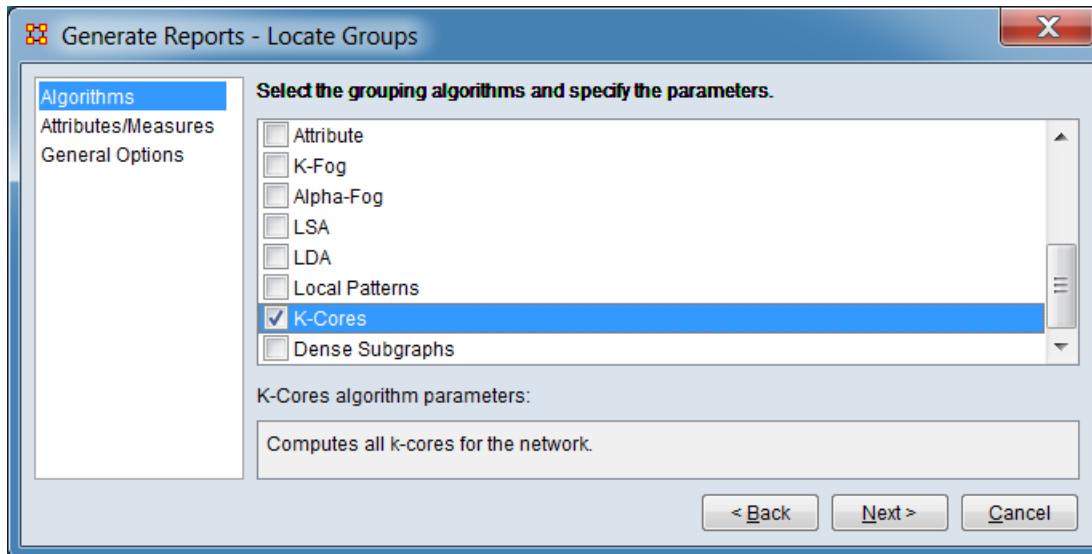 Generate Reports - Locate Groups
Algorithms
Attributes/Measures
General Options
Select the grouping algorithms and specify the parameters.
Attribute
K-Fog
Alpha-Fog
LSA
LDA
Local Patterns
K-Cores
Dense Subgraphs
K-Cores algorithm parameters:
Computes all k-cores for the network.
< Back Next > Cancel